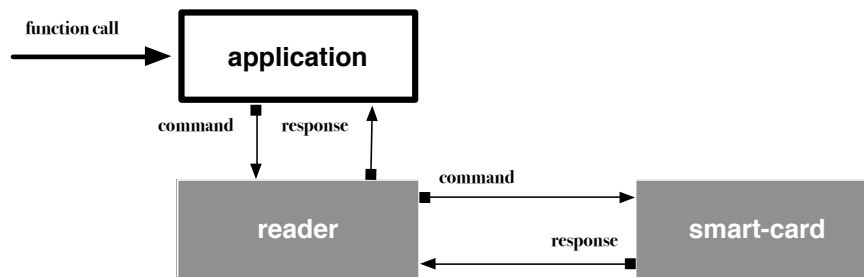 function call
application
command
response
command
reader
smart-card
response